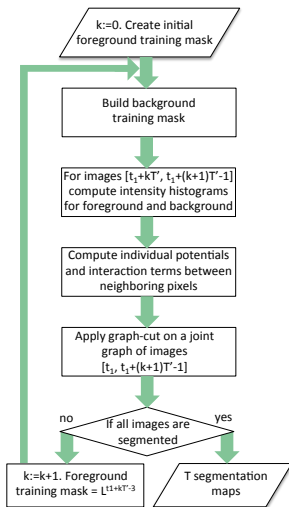 k:=0. Create initial
foreground training mask
Build background
training mask
For images [t₁+kT’, t₁+(k+1)T’-1]
compute intensity histograms
for foreground and background
Compute individual potentials
and interaction terms between
neighboring pixels
Apply graph-cut on a joint
graph of images
[t₁, t₁+(k+1)T’-1]
no
If all images are
segmented
yes
k:=k+1. Foreground
training mask = Lᵗ¹⁺ᵏᵀ’⁻³
T segmentation
maps